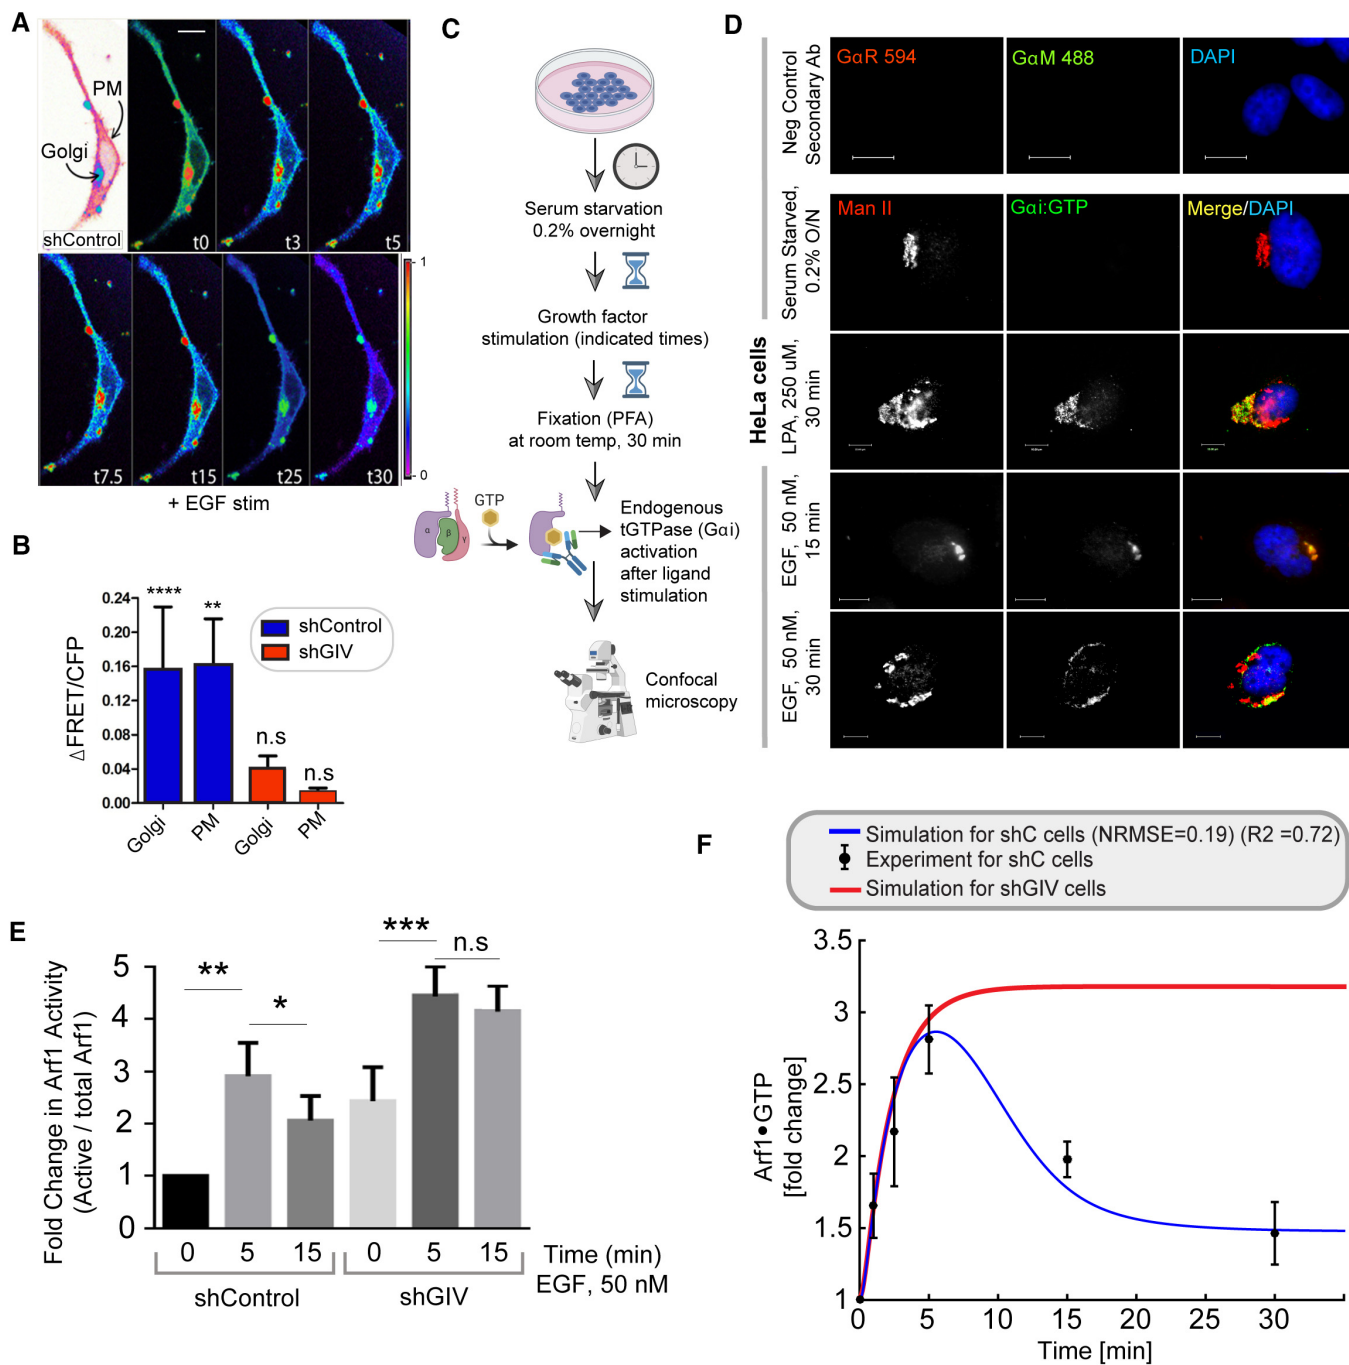 A
PM
Golgi
shControl
t0
t3
t5
1
t7.5
t15
t25
t30
0
+ EGF stim
B
ΔFRET/CFP
0.24
0.20
0.16
0.12
0.08
0.04
0.00
****
**
n.s
n.s
shControl
shGIV
Golgi
PM
Golgi
PM
C
Serum starvation
0.2% overnight
Growth factor
stimulation (indicated times)
Fixation (PFA)
at room temp, 30 min
GTP
α
β
γ
Endogenous
tGTPase (Gαi)
activation
after ligand
stimulation
Confocal
microscopy
D
HeLa cells
Neg Control
Secondary Ab
GαR 594
GαM 488
DAPI
Serum Starved,
0.2% O/N
Man II
Gαi:GTP
Merge/DAPI
LPA, 250 uM,
30 min
EGF, 50 nM,
15 min
EGF, 50 nM,
30 min
E
Fold Change in Arf1 Activity
(Active / total Arf1)
5
4
3
2
1
0
**
*
***
n.s
0
5
15
0
5
15
Time (min)
EGF, 50 nM
shControl
shGIV
F
Simulation for shC cells (NRMSE=0.19) (R2 =0.72)
Experiment for shC cells
Simulation for shGIV cells
Arf1•GTP
[fold change]
3.5
3
2.5
2
1.5
1
0
5
10
15
20
25
30
Time [min]